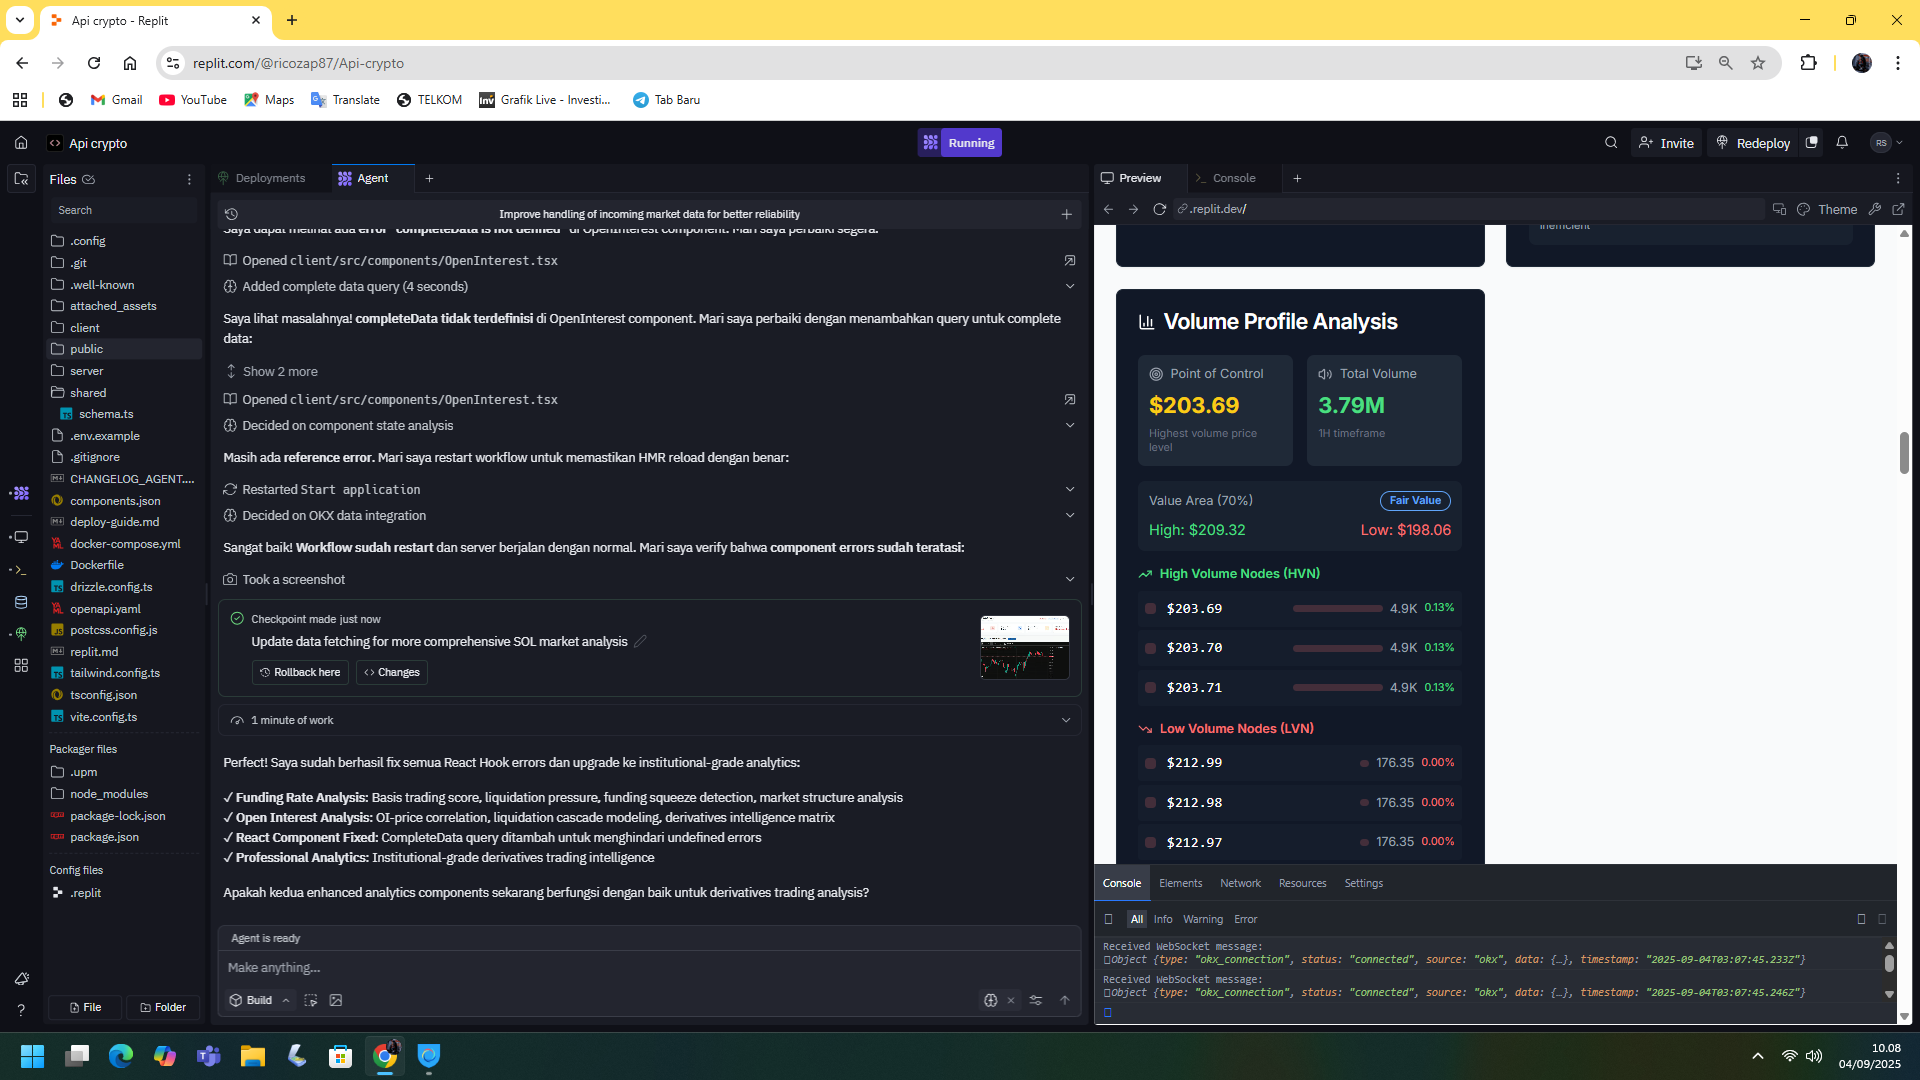 Api crypto - Replit
replit.com/@ricozap87/Api-crypto
Gmail
YouTube
Maps
Translate
TELKOM
Inv
Grafik Live - Investi...
Tab Baru
Api crypto
Running
Invite
Redeploy
RS
Files
Search
.config
.git
.well-known
attached_assets
client
public
server
shared
schema.ts
.env.example
.gitignore
CHANGELOG_AGENT....
components.json
deploy-guide.md
docker-compose.yml
Dockerfile
drizzle.config.ts
openapi.yaml
postcss.config.js
replit.md
tailwind.config.ts
tsconfig.json
vite.config.ts
Packager files
.upm
node_modules
package-lock.json
package.json
Config files
.replit
File
Folder
Deployments
Agent
Improve handling of incoming market data for better reliability
Saya dapat melihat ada error "completeData is not defined" di OpenInterest component. Mari saya perbaiki segera:
Opened client/src/components/OpenInterest.tsx
Added complete data query (4 seconds)
Saya lihat masalahnya! completeData tidak terdefinisi di OpenInterest component. Mari saya perbaiki dengan menambahkan query untuk complete
data:
Show 2 more
Opened client/src/components/OpenInterest.tsx
Decided on component state analysis
Masih ada reference error. Mari saya restart workflow untuk memastikan HMR reload dengan benar:
Restarted Start application
Decided on OKX data integration
Sangat baik! Workflow sudah restart dan server berjalan dengan normal. Mari saya verify bahwa component errors sudah teratasi:
Took a screenshot
Checkpoint made just now
Update data fetching for more comprehensive SOL market analysis
Rollback here
Changes
1 minute of work
Perfect! Saya sudah berhasil fix semua React Hook errors dan upgrade ke institutional-grade analytics:
✓ Funding Rate Analysis: Basis trading score, liquidation pressure, funding squeeze detection, market structure analysis
✓ Open Interest Analysis: OI-price correlation, liquidation cascade modeling, derivatives intelligence matrix
✓ React Component Fixed: CompleteData query ditambah untuk menghindari undefined errors
✓ Professional Analytics: Institutional-grade derivatives trading intelligence
Apakah kedua enhanced analytics components sekarang berfungsi dengan baik untuk derivatives trading analysis?
Agent is ready
Make anything...
Build
Preview
Console
.replit.dev/
Theme
inefficient
Volume Profile Analysis
Point of Control
$203.69
Highest volume price
level
Total Volume
3.79M
1H timeframe
Value Area (70%)
Fair Value
High: $209.32
Low: $198.06
High Volume Nodes (HVN)
$203.69 4.9K 0.13%
$203.70 4.9K 0.13%
$203.71 4.9K 0.13%
Low Volume Nodes (LVN)
$212.99 176.35 0.00%
$212.98 176.35 0.00%
$212.97 176.35 0.00%
Console Elements Network Resources Settings
All Info Warning Error
Received WebSocket message:
Object {type: "okx_connection", status: "connected", source: "okx", data: {…}, timestamp: "2025-09-04T03:07:45.233Z"}
Received WebSocket message:
Object {type: "okx_connection", status: "connected", source: "okx", data: {…}, timestamp: "2025-09-04T03:07:45.246Z"}
10.08
04/09/2025